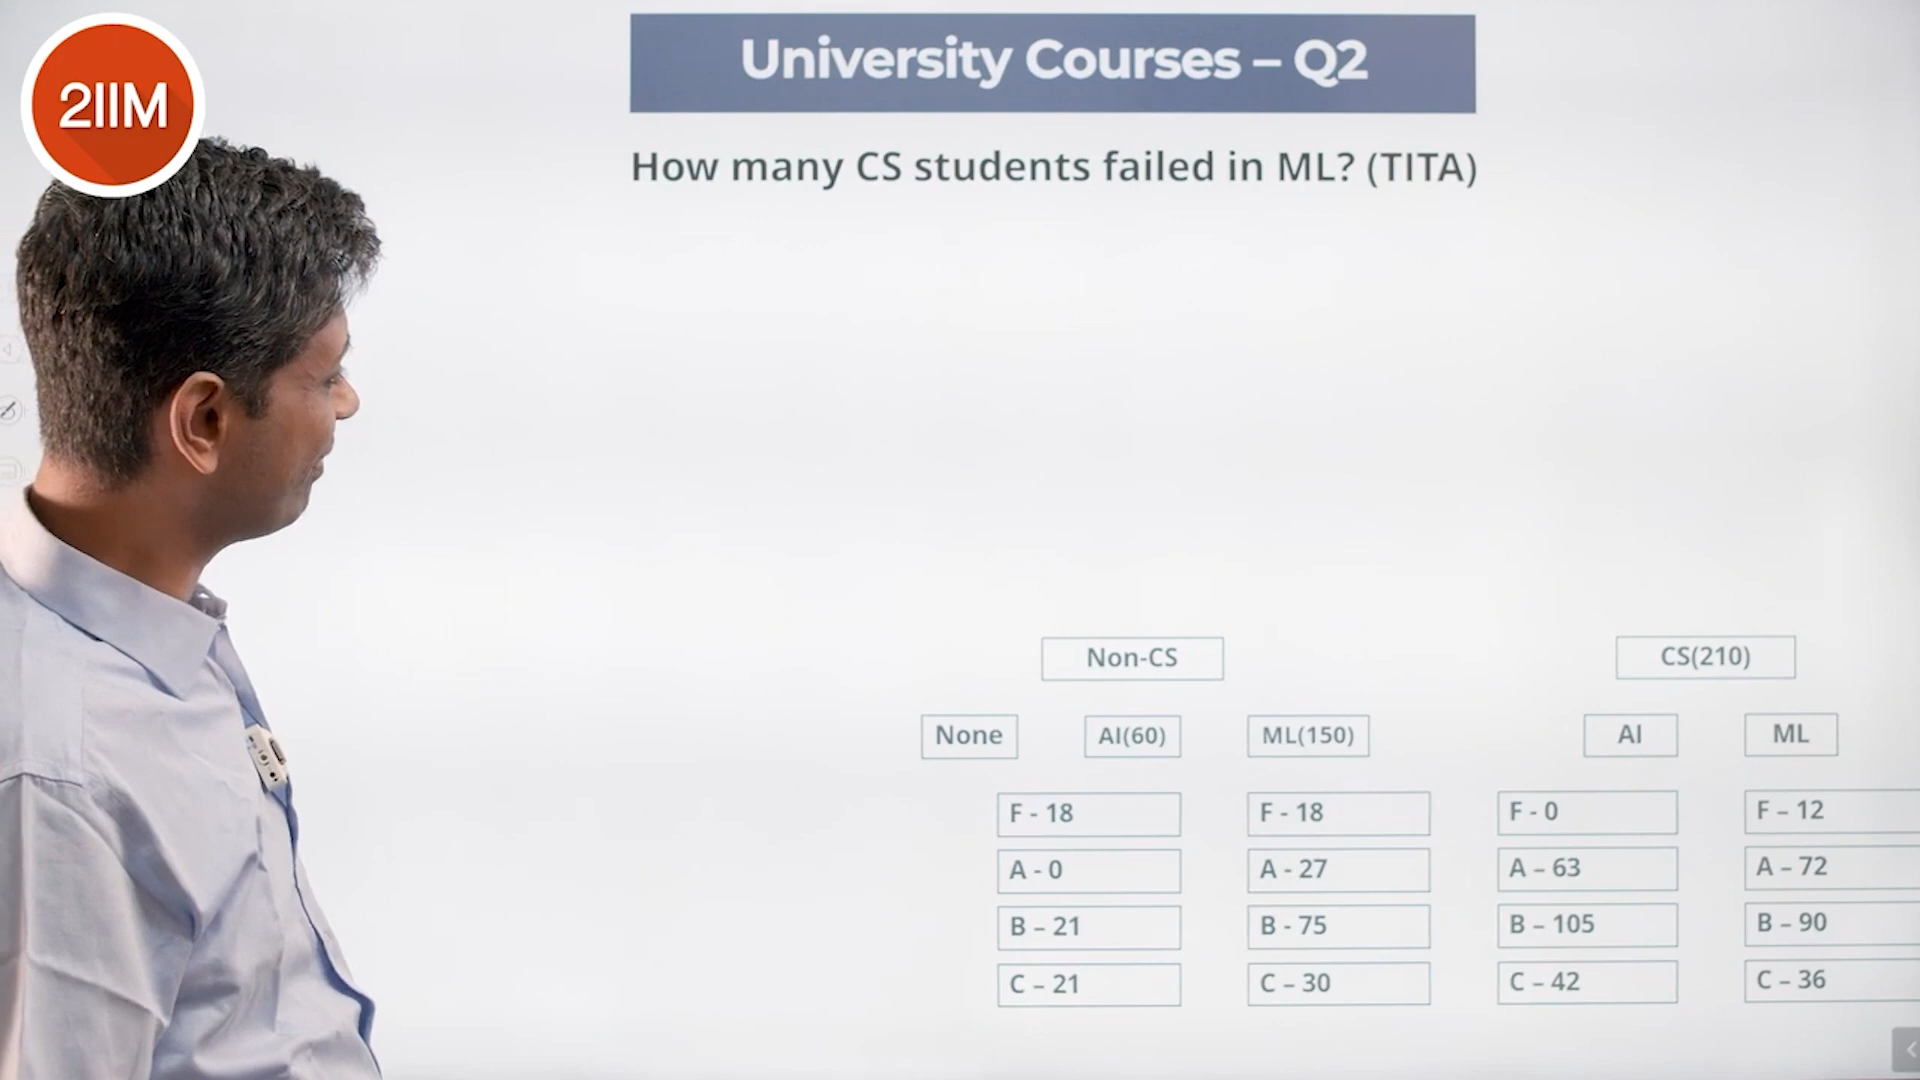 2IIM
University Courses – Q2
How many CS students failed in ML? (TITA)
Non-CS
CS(210)
None
AI(60)
ML(150)
AI
ML
F - 18
F - 18
F - 0
F – 12
A - 0
A - 27
A – 63
A – 72
B – 21
B - 75
B – 105
B – 90
C – 21
C – 30
C – 42
C – 36